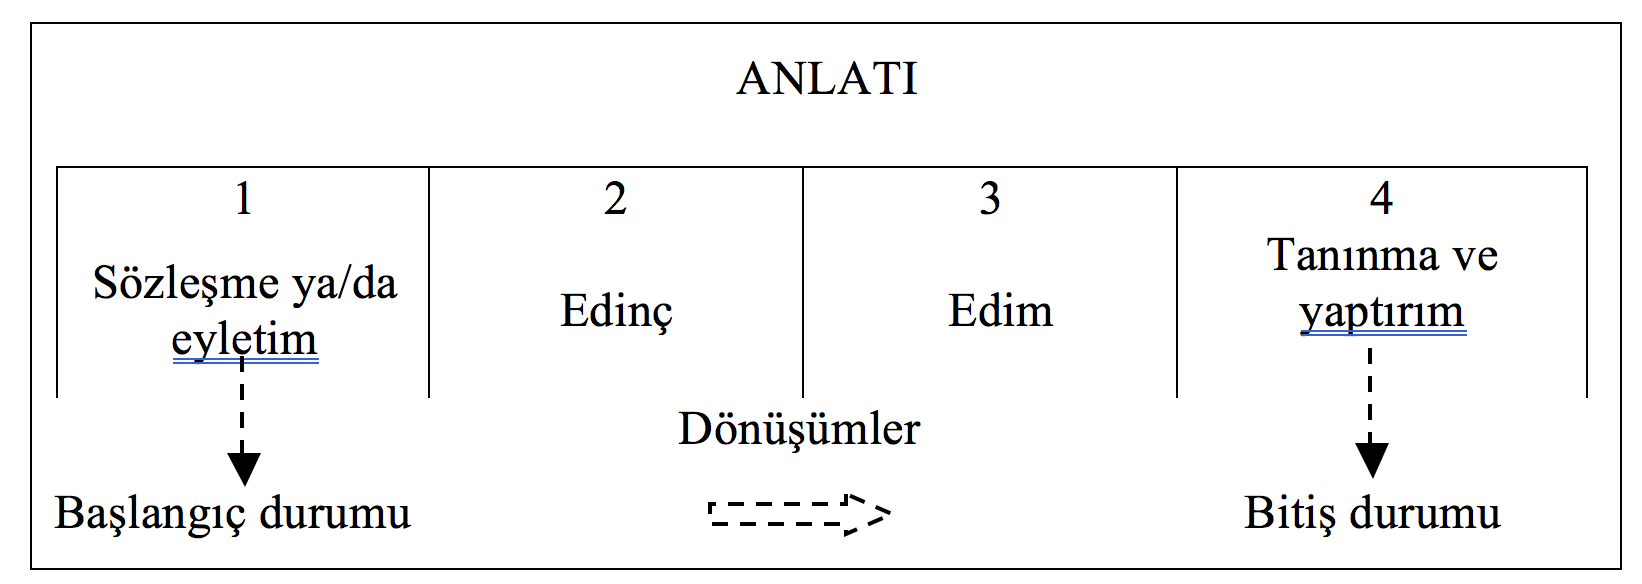 ANLATI
1
Sözleşme ya/da
eyletim
2
Edinç
3
Edim
4
Tanınma ve
yaptırım
Dönüşümler
Başlangıç durumu
Bitiş durumu